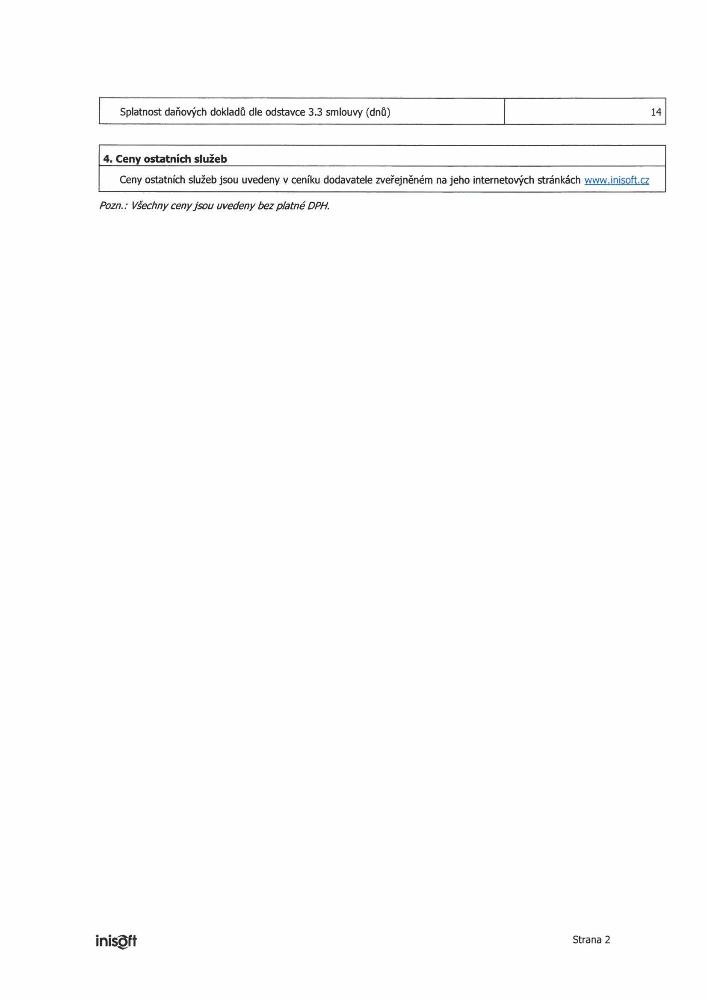 Splatnost daňových dokladů dle odstavce 3.3 smlouvy (dnů) 14
4. Ceny ostatních služeb
Ceny ostatních služeb jsou uvedeny v ceníku dodavatele zveřejněném na jeho internetových stránkách www.inisoft.cz
Pozn.: Všechny ceny jsou uvedeny bez platné DPH.
inisoft Strana 2